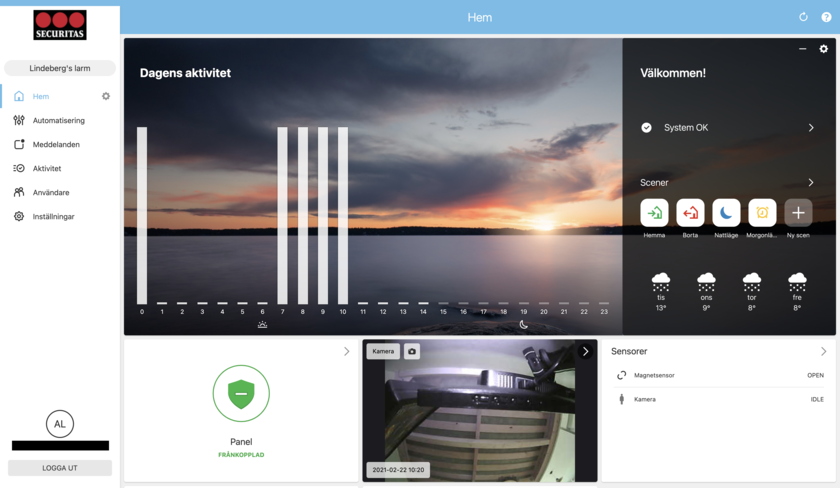 SECURITAS
Lindeberg's larm
Hem
Automatisering
Meddelanden
Aktivitet
Användare
Inställningar
AL
LOGGA UT
Hem
Dagens aktivitet
0 1 2 3 4 5 6 7 8 9 10 11 12 13 14 15 16 17 18 19 20 21 22 23
Välkommen!
System OK
Scener
Hemma Borta Nattläge Morgonlä... Ny scen
tis ons tor fre
13° 9° 8° 8°
Panel
FRÅNKOPPLAD
Kamera
2021-02-22 10:20
Sensorer
Magnetsensor OPEN
Kamera IDLE